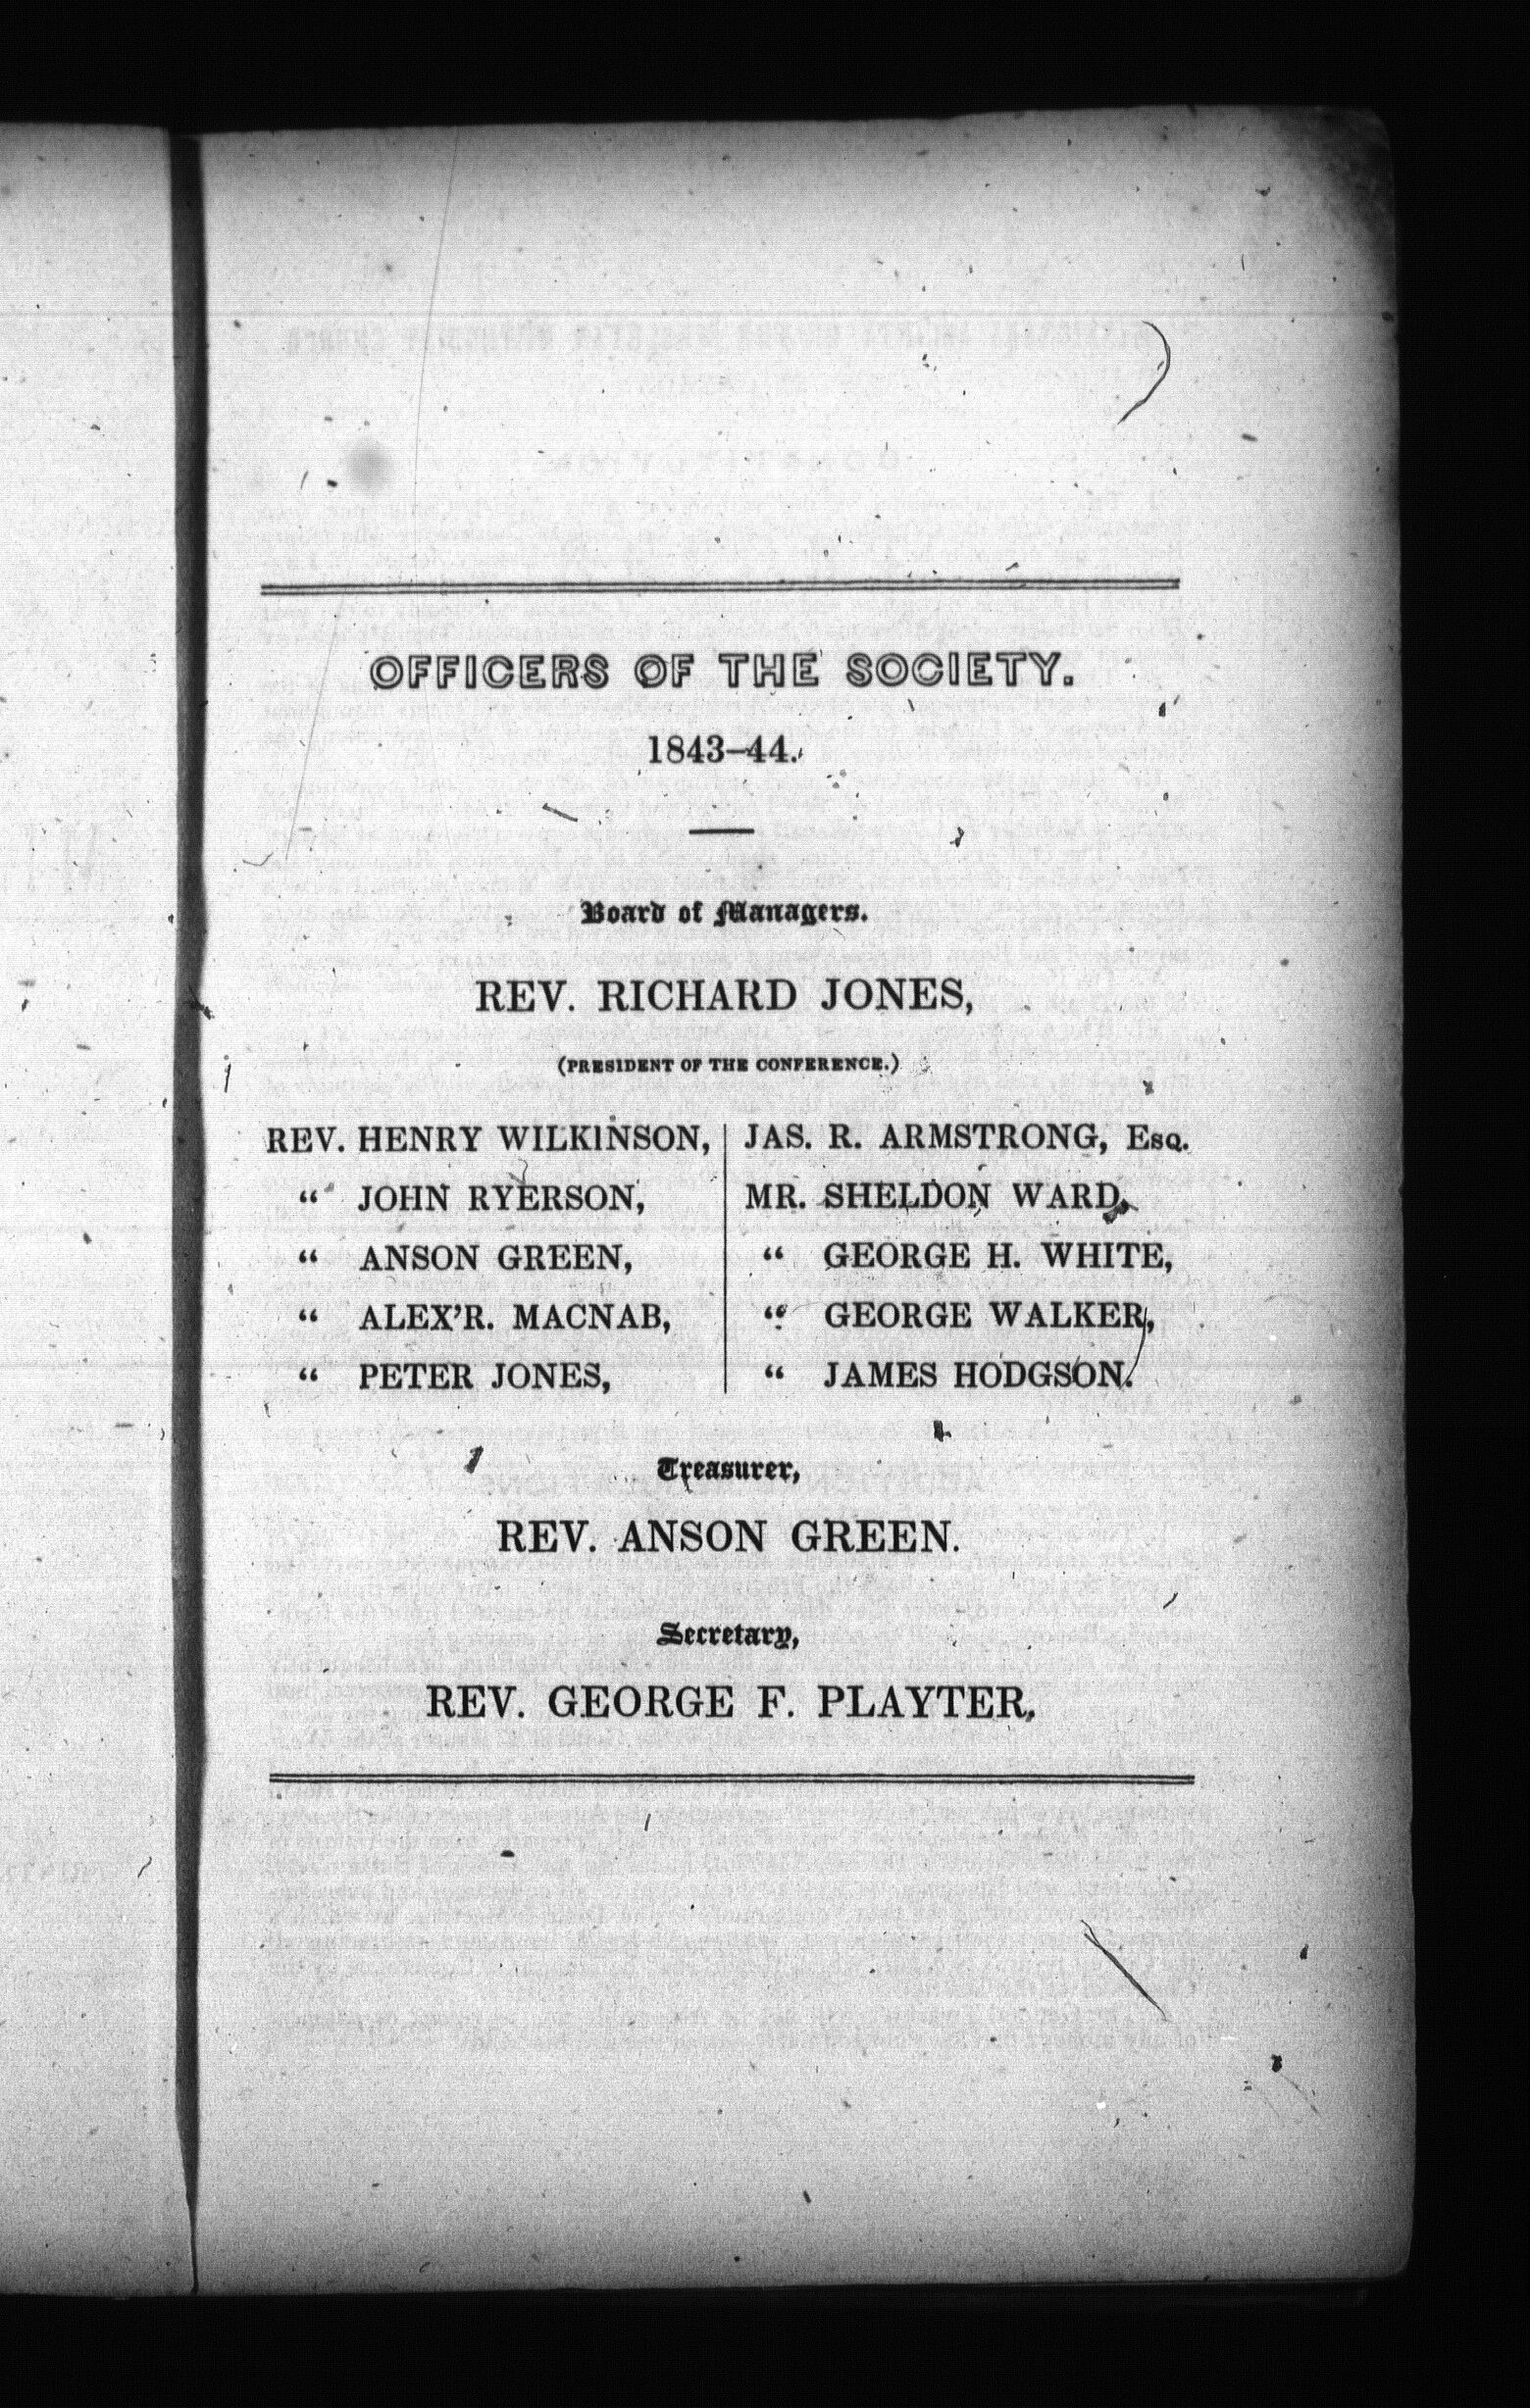 OFFICERS OF THE SOCIETY.
1843–44.
Board of Managers.
REV. RICHARD JONES,
(PRESIDENT OF THE CONFERENCE.)
REV. HENRY WILKINSON,
“ JOHN RYERSON,
“ ANSON GREEN,
“ ALEX’R. MACNAB,
“ PETER JONES,
JAS. R. ARMSTRONG, Esq.
MR. SHELDON WARD,
“ GEORGE H. WHITE,
“ GEORGE WALKER,
“ JAMES HODGSON.
Treasurer,
REV. ANSON GREEN.
Secretary,
REV. GEORGE F. PLAYTER.